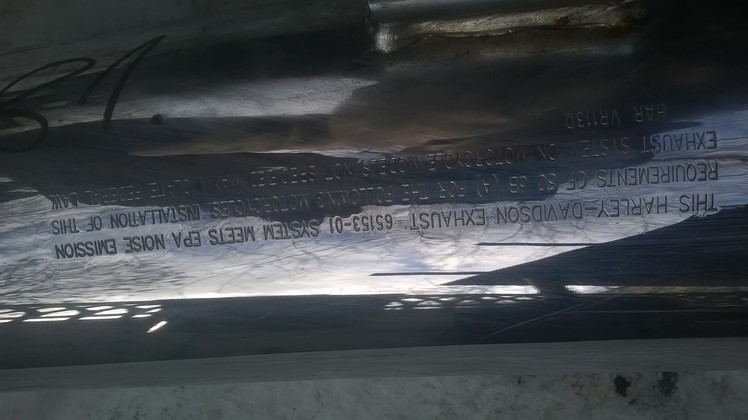 THIS HARLEY-DAVIDSON EXHAUST 65153-01 SYSTEM MEETS EPA NOISE EMISSION
REQUIREMENTS OF 80 dB (A) FOR THE FOLLOWING MOTORCYCLES INSTALLATION OF THIS
EXHAUST SYSTEM ON MOTORCYCLE MODELS NOT SPECIFIED MAY VIOLATE FEDERAL LAW
HAR VR1130